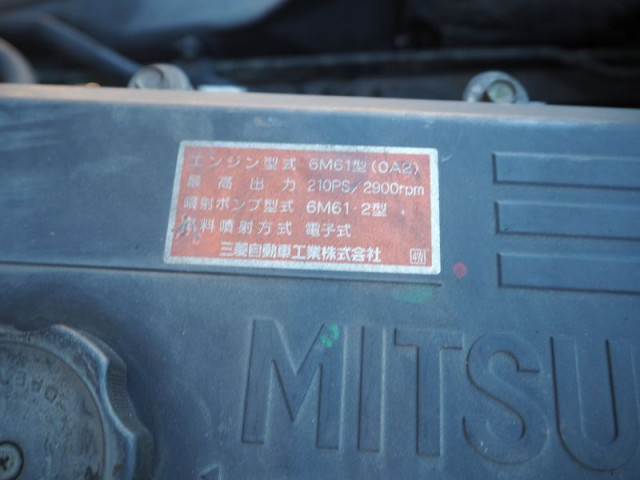 エンジン型式 6M61型(0A2)
最高出力 210PS/2900rpm
噴射ポンプ型式 6M61-2型
燃料噴射方式 電子式
三菱自動車工業株式会社
MITSU
OPEN